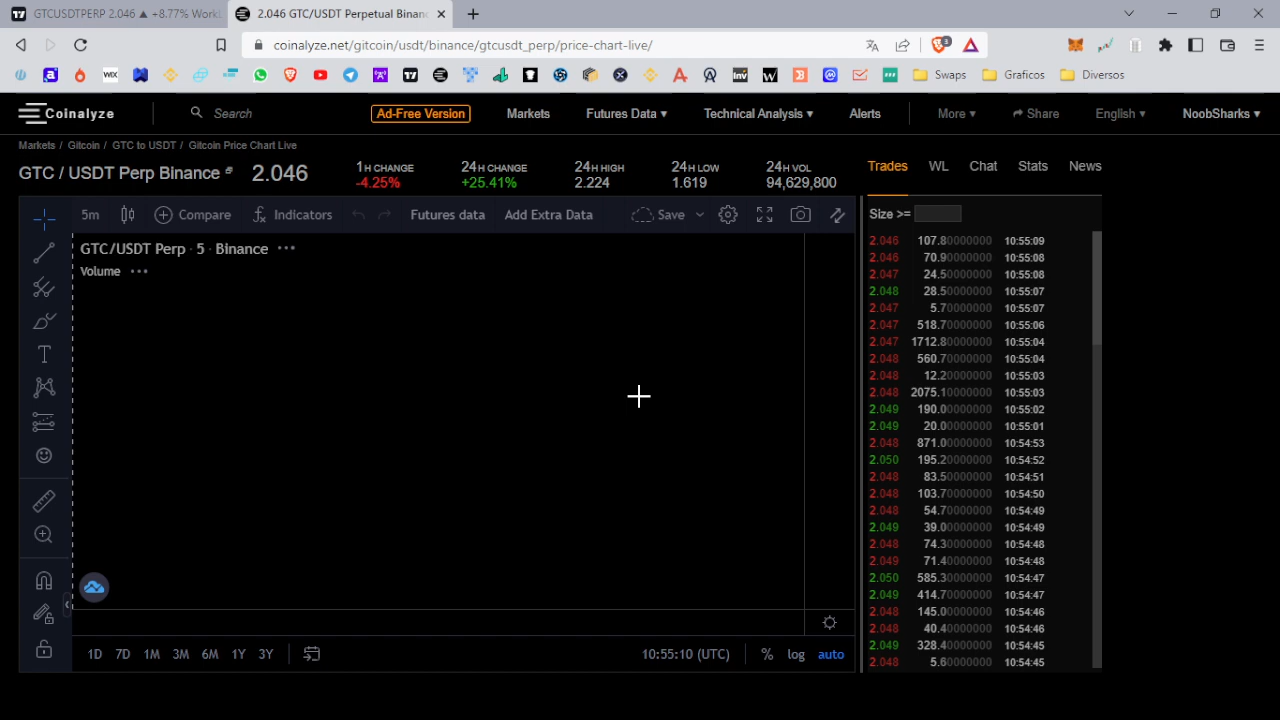 GTCUSDTPERP 2.046 ▲ +8.77% Work
2.046 GTC/USDT Perpetual Binanc
coinalyze.net/gitcoin/usdt/binance/gtcusdt_perp/price-chart-live/
Swaps Graficos Diversos
Coinalyze Search Ad-Free Version Markets Futures Data ▾ Technical Analysis ▾ Alerts More ▾ Share English ▾ NoobSharks ▾
Markets / Gitcoin / GTC to USDT / Gitcoin Price Chart Live
GTC / USDT Perp Binance 2.046
1H CHANGE 24H CHANGE 24H HIGH 24H LOW 24H VOL
-4.25% +25.41% 2.224 1.619 94,629,800
Trades WL Chat Stats News
5m Compare Indicators Futures data Add Extra Data Save
Size >=
GTC/USDT Perp · 5 · Binance
Volume
2.046 107.80000000 10:55:09
2.046 70.90000000 10:55:08
2.047 24.50000000 10:55:08
2.048 28.50000000 10:55:07
2.047 5.70000000 10:55:07
2.047 518.70000000 10:55:06
2.047 1712.80000000 10:55:04
2.048 560.70000000 10:55:04
2.048 12.20000000 10:55:03
2.048 2075.10000000 10:55:03
2.049 190.00000000 10:55:02
2.049 20.00000000 10:55:01
2.048 871.00000000 10:54:53
2.050 195.20000000 10:54:52
2.048 83.50000000 10:54:51
2.048 103.70000000 10:54:50
2.048 54.70000000 10:54:49
2.049 39.00000000 10:54:49
2.048 74.30000000 10:54:48
2.049 71.40000000 10:54:48
2.050 585.30000000 10:54:47
2.049 414.70000000 10:54:47
2.048 145.00000000 10:54:46
2.048 40.40000000 10:54:46
2.049 328.40000000 10:54:45
2.048 5.60000000 10:54:45
1D 7D 1M 3M 6M 1Y 3Y 10:55:10 (UTC) % log auto